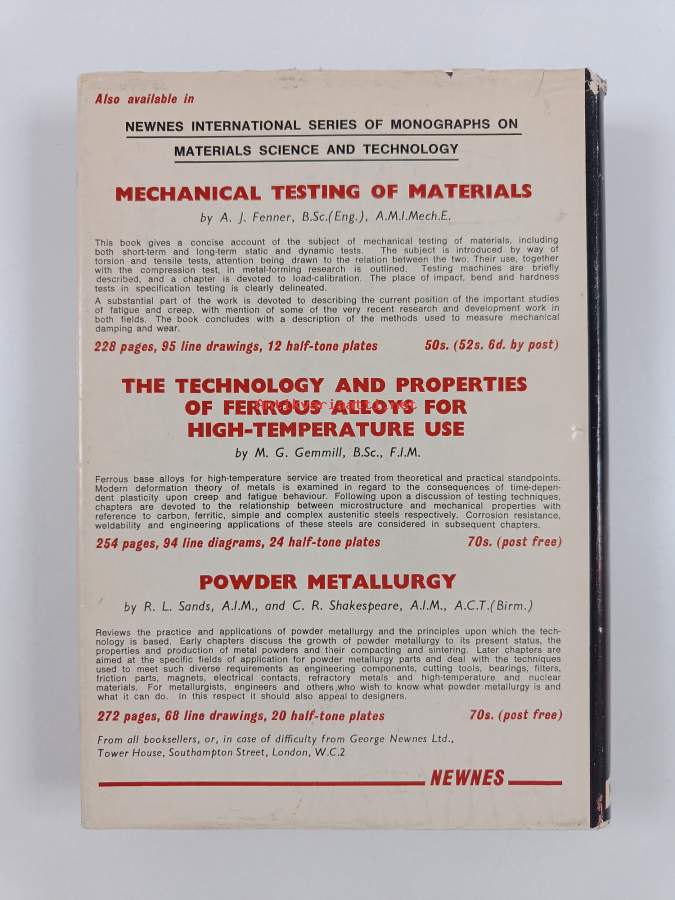 Also available in
NEWNES INTERNATIONAL SERIES OF MONOGRAPHS ON
MATERIALS SCIENCE AND TECHNOLOGY
MECHANICAL TESTING OF MATERIALS
by A. J. Fenner, B.Sc.(Eng.), A.M.I.Mech.E.
This book gives a concise account of the subject of mechanical testing of materials, including
both short-term and long-term static and dynamic tests. The subject is introduced by way of
torsion and tensile tests, attention being drawn to the relation between the two. Their use, together
with the compression test, in metal-forming research is outlined. Testing machines are briefly
described, and a chapter is devoted to load-calibration. The place of impact, bend and hardness
tests in specification testing is clearly delineated.
A substantial part of the work is devoted to describing the current position of the important studies
of fatigue and creep, with mention of some of the very recent research and development work in
both fields. The book concludes with a description of the methods used to measure mechanical
damping and wear.
228 pages, 95 line drawings, 12 half-tone plates 50s. (52s. 6d. by post)
THE TECHNOLOGY AND PROPERTIES
OF FERROUS ALLOYS FOR
HIGH-TEMPERATURE USE
by M. G. Gemmill, B.Sc., F.I.M.
Ferrous base alloys for high-temperature service are treated from theoretical and practical standpoints.
Modern deformation theory of metals is examined in regard to the consequences of time-depen-
dent plasticity upon creep and fatigue behaviour. Following upon a discussion of testing techniques,
chapters are devoted to the relationship between microstructure and mechanical properties with
reference to carbon, ferritic, simple and complex austenitic steels respectively. Corrosion resistance,
weldability and engineering applications of these steels are considered in subsequent chapters.
254 pages, 94 line diagrams, 24 half-tone plates 70s. (post free)
POWDER METALLURGY
by R. L. Sands, A.I.M., and C. R. Shakespeare, A.I.M., A.C.T.(Birm.)
Reviews the practice and applications of powder metallurgy and the principles upon which the tech-
nology is based. Early chapters discuss the growth of powder metallurgy to its present status, the
properties and production of metal powders and their compacting and sintering. Later chapters are
aimed at the specific fields of application for powder metallurgy parts and deal with the techniques
used to meet such diverse requirements as engineering components, cutting tools, bearings, filters,
friction parts, magnets, electrical contacts, refractory metals and high-temperature and nuclear
materials. For metallurgists, engineers and others who wish to know what powder metallurgy is and
what it can do. in this respect it should also appeal to designers.
272 pages, 68 line drawings, 20 half-tone plates 70s. (post free)
From all booksellers, or, in case of difficulty from George Newnes Ltd.,
Tower House, Southampton Street, London, W.C.2
NEWNES